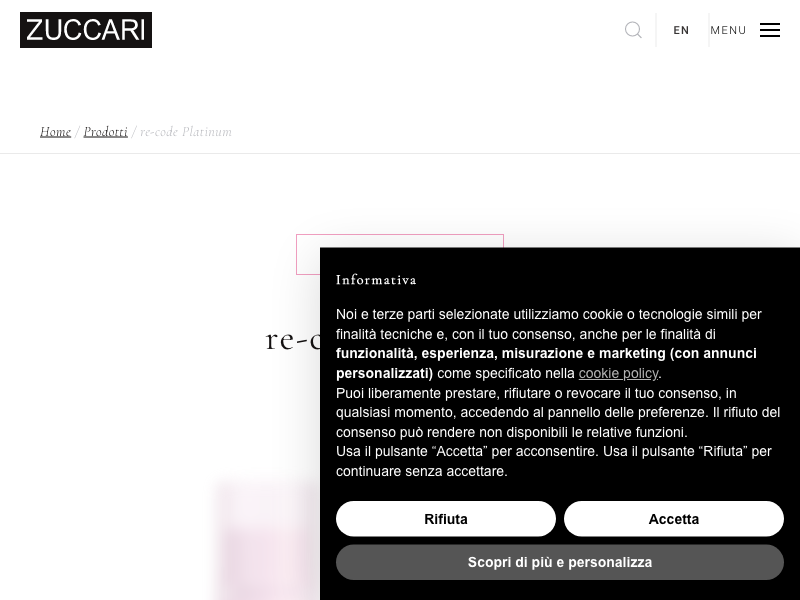 ZUCCARI
EN
MENU
Home / Prodotti / re-code Platinum
Informativa
Noi e terze parti selezionate utilizziamo cookie o tecnologie simili per
finalità tecniche e, con il tuo consenso, anche per le finalità di
funzionalità, esperienza, misurazione e marketing (con annunci
personalizzati) come specificato nella cookie policy.
Puoi liberamente prestare, rifiutare o revocare il tuo consenso, in
qualsiasi momento, accedendo al pannello delle preferenze. Il rifiuto del
consenso può rendere non disponibili le relative funzioni.
Usa il pulsante “Accetta” per acconsentire. Usa il pulsante “Rifiuta” per
continuare senza accettare.
Rifiuta
Accetta
Scopri di più e personalizza